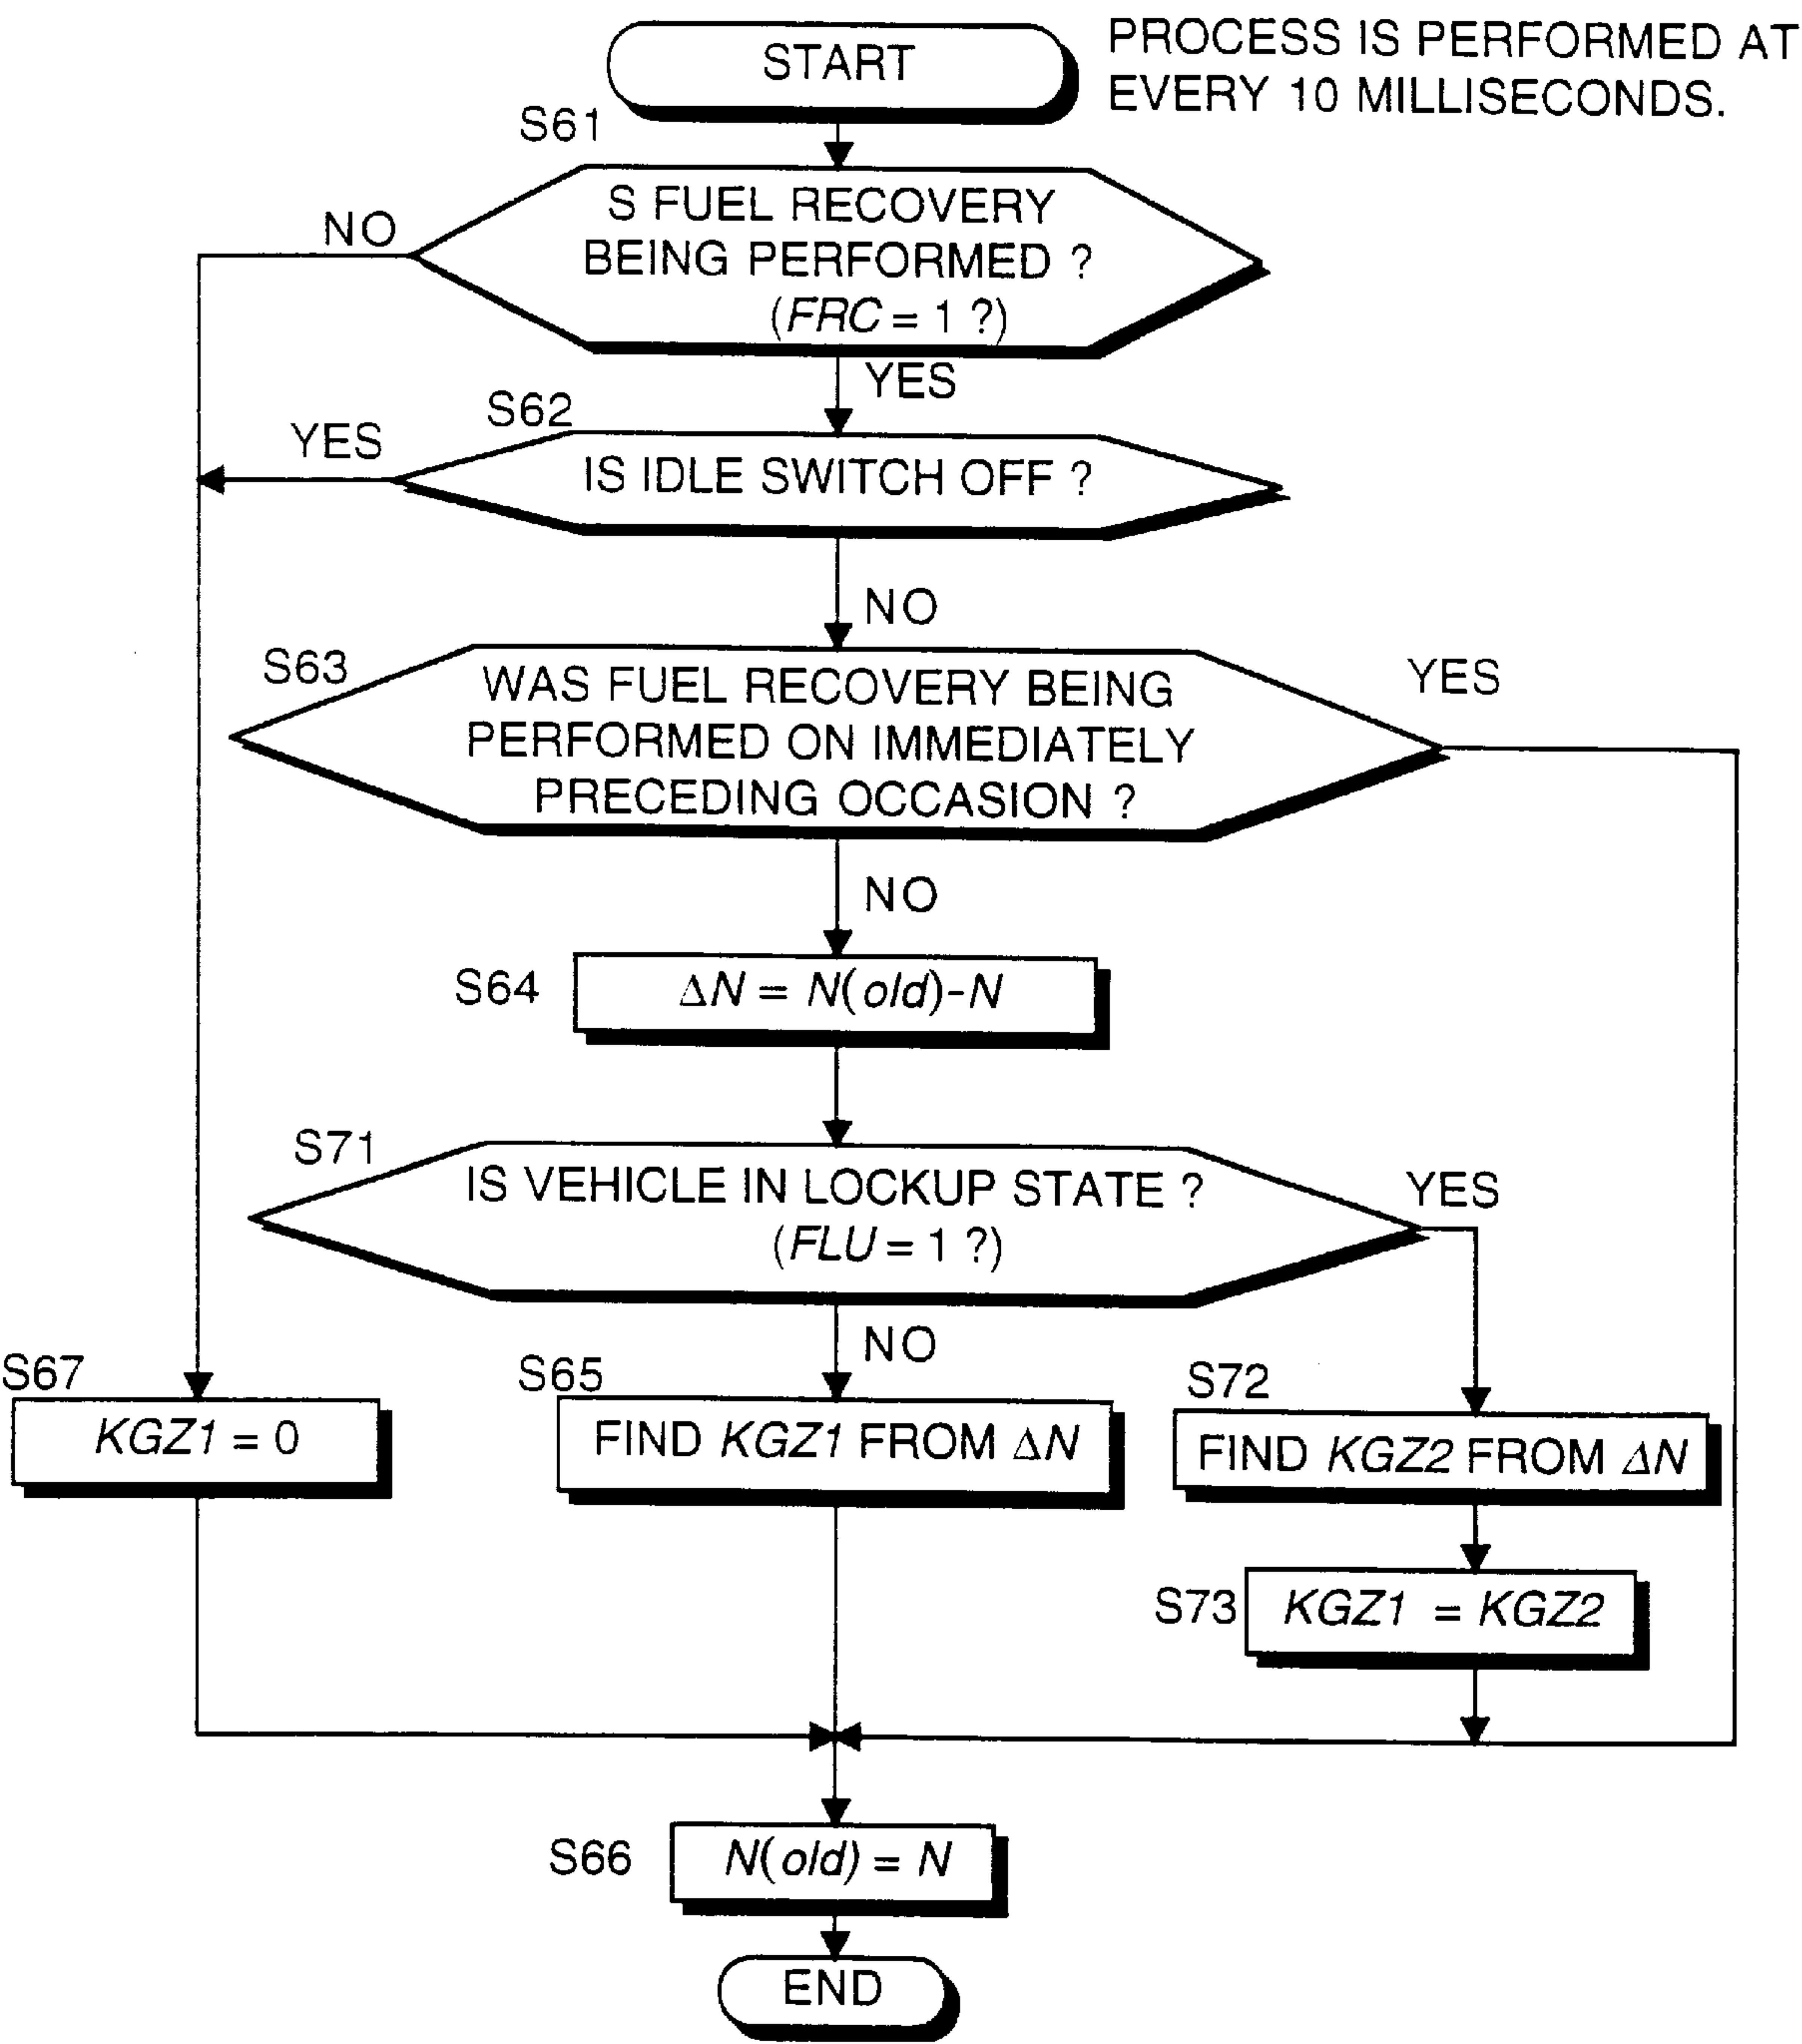 START
PROCESS IS PERFORMED AT
EVERY 10 MILLISECONDS.
S61
S FUEL RECOVERY
BEING PERFORMED ?
(FRC = 1 ?)
NO
YES
S62
YES
IS IDLE SWITCH OFF ?
NO
S63
WAS FUEL RECOVERY BEING
PERFORMED ON IMMEDIATELY
PRECEDING OCCASION ?
YES
NO
S64
ΔN = N(old)-N
S71
IS VEHICLE IN LOCKUP STATE ?
(FLU = 1 ?)
YES
NO
S67
KGZ1 = 0
S65
FIND KGZ1 FROM ΔN
S72
FIND KGZ2 FROM ΔN
S73
KGZ1 = KGZ2
S66
N(old) = N
END